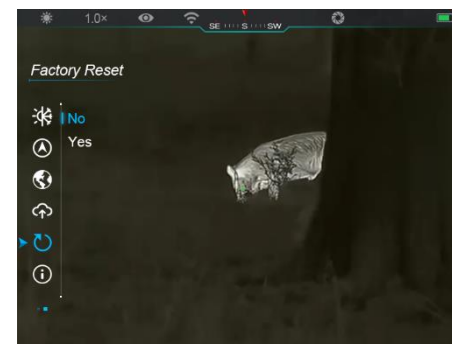 1.0×
SE S SW
Factory Reset
No
Yes